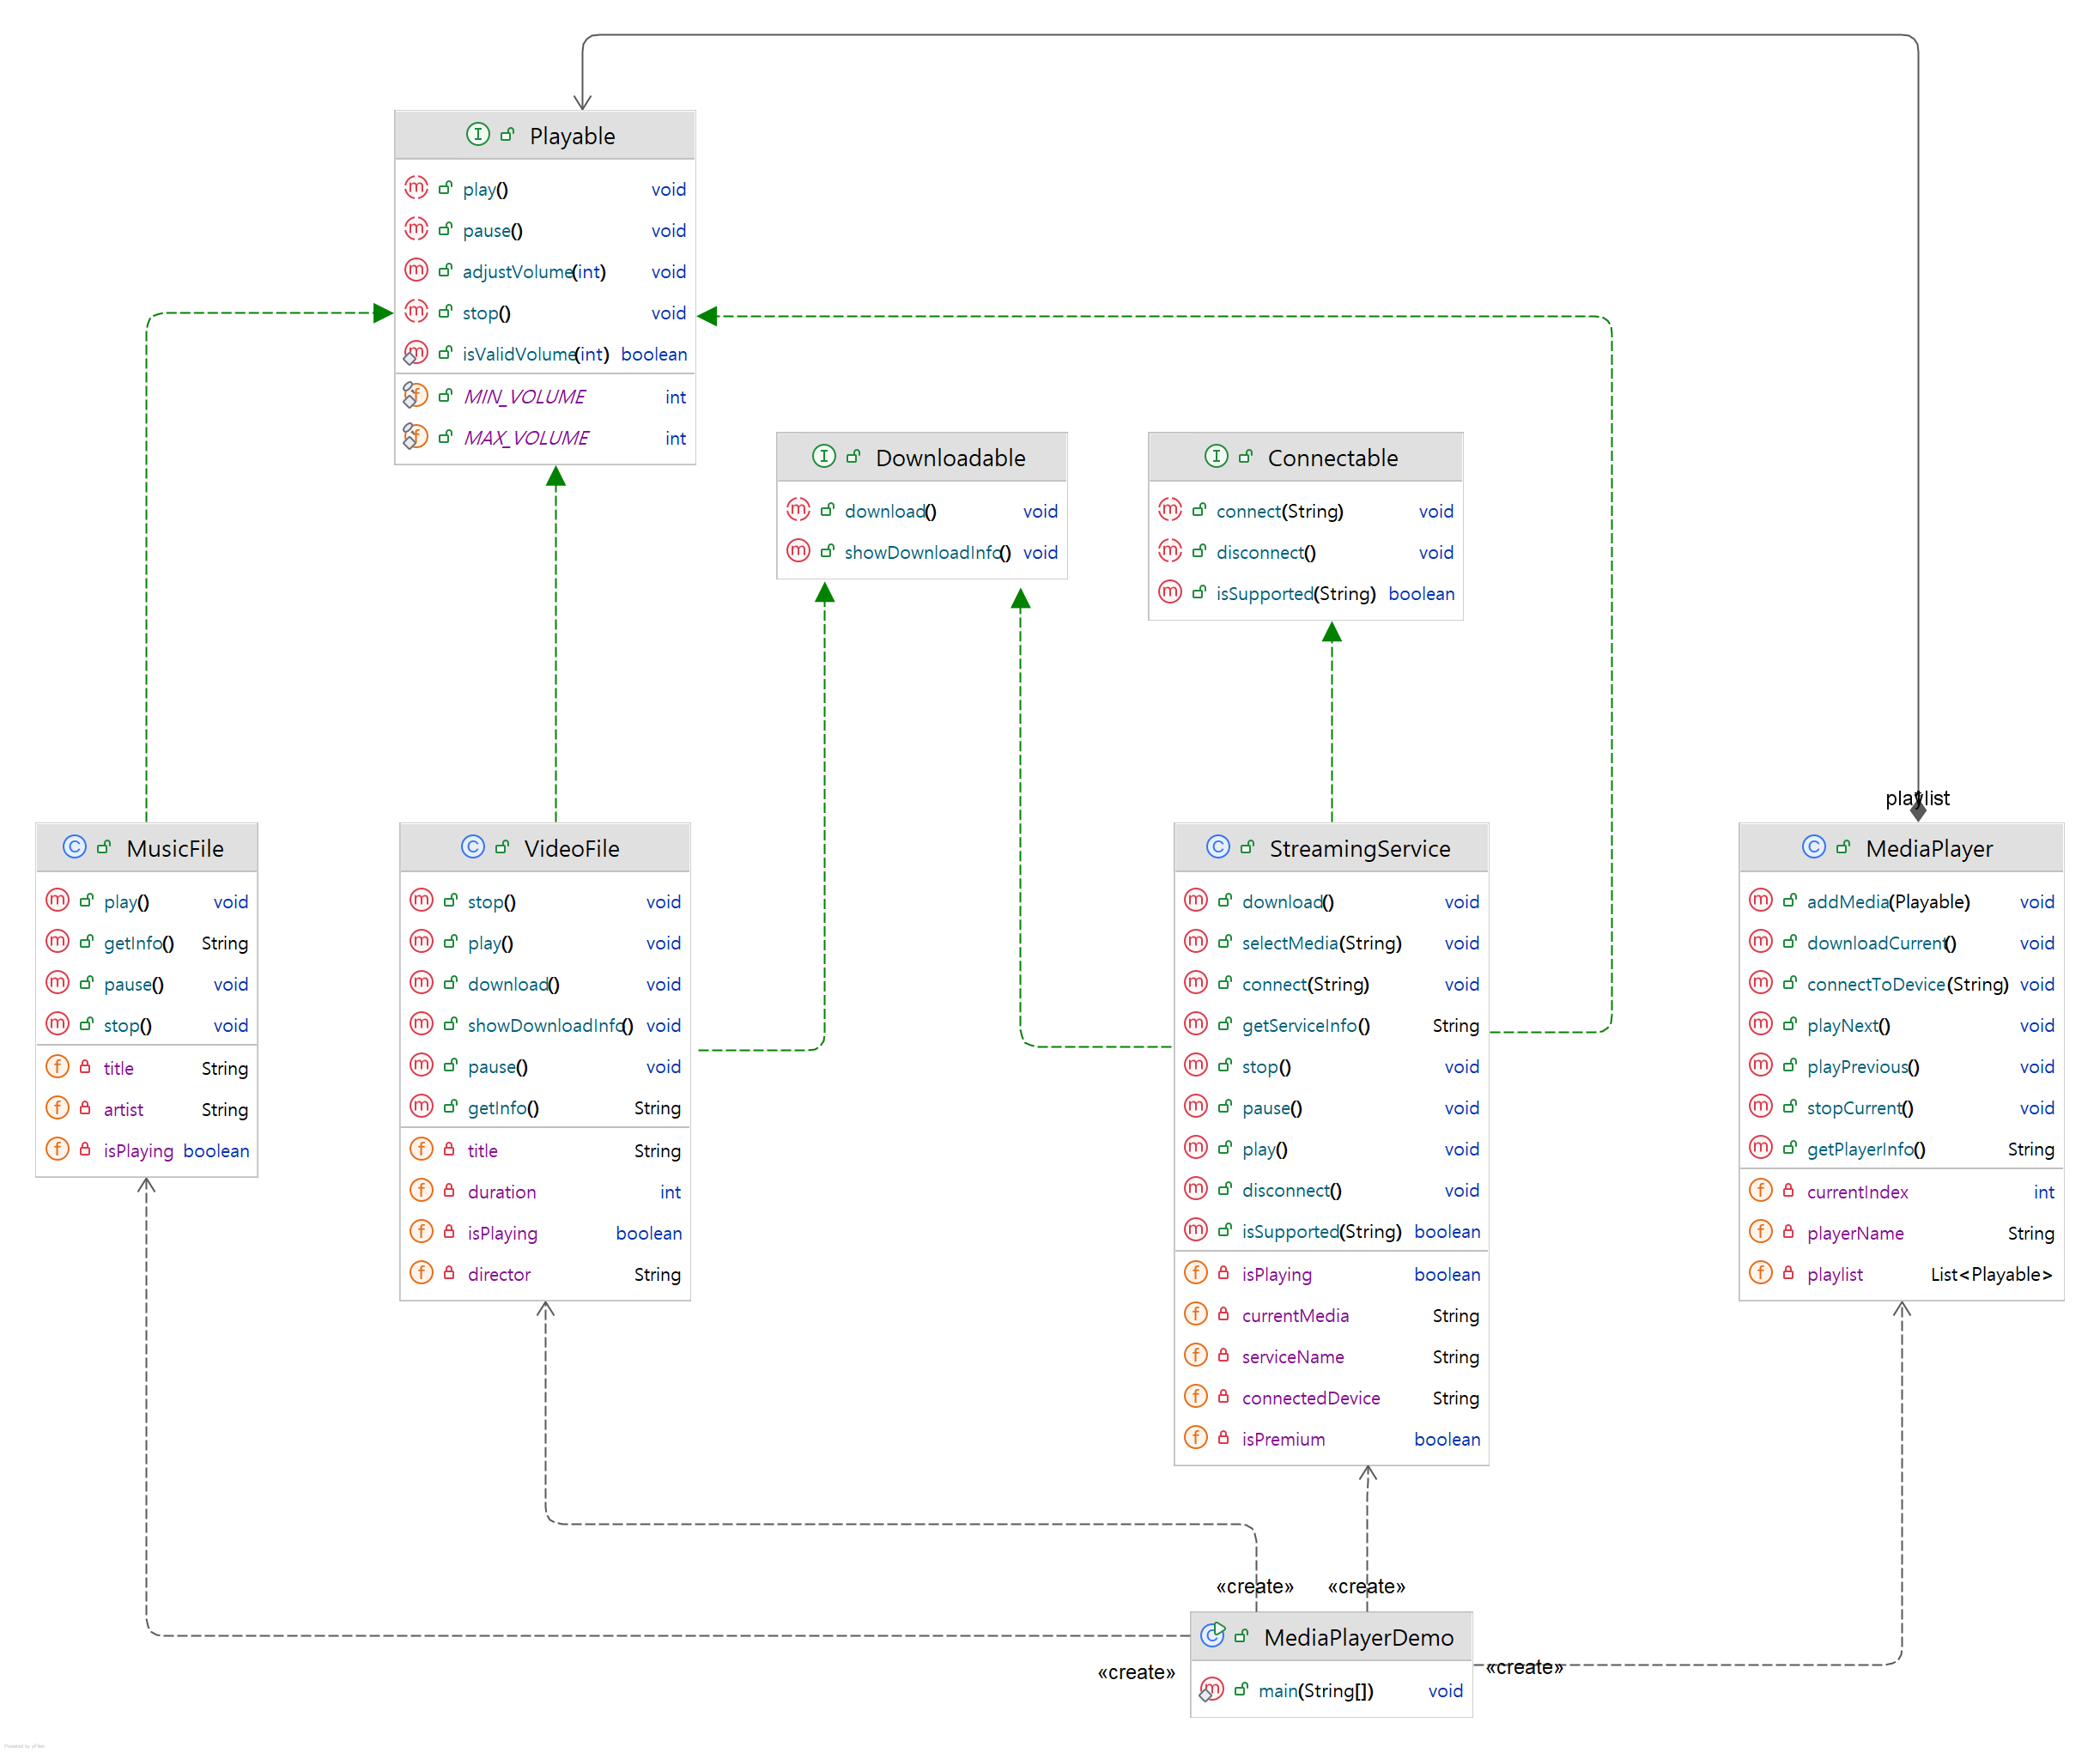 Playable
play() void
pause() void
adjustVolume(int) void
stop() void
isValidVolume(int) boolean
MIN_VOLUME int
MAX_VOLUME int
Downloadable
download() void
showDownloadInfo() void
Connectable
connect(String) void
disconnect() void
isSupported(String) boolean
MusicFile
play() void
getInfo() String
pause() void
stop() void
title String
artist String
isPlaying boolean
VideoFile
stop() void
play() void
download() void
showDownloadInfo() void
pause() void
getInfo() String
title String
duration int
isPlaying boolean
director String
StreamingService
download() void
selectMedia(String) void
connect(String) void
getServiceInfo() String
stop() void
pause() void
play() void
disconnect() void
isSupported(String) boolean
isPlaying boolean
currentMedia String
serviceName String
connectedDevice String
isPremium boolean
playlist
MediaPlayer
addMedia(Playable) void
downloadCurrent() void
connectToDevice(String) void
playNext() void
playPrevious() void
stopCurrent() void
getPlayerInfo() String
currentIndex int
playerName String
playlist List<Playable>
«create» «create»
«create»
«create»
MediaPlayerDemo
main(String[]) void
Powered by yFiles